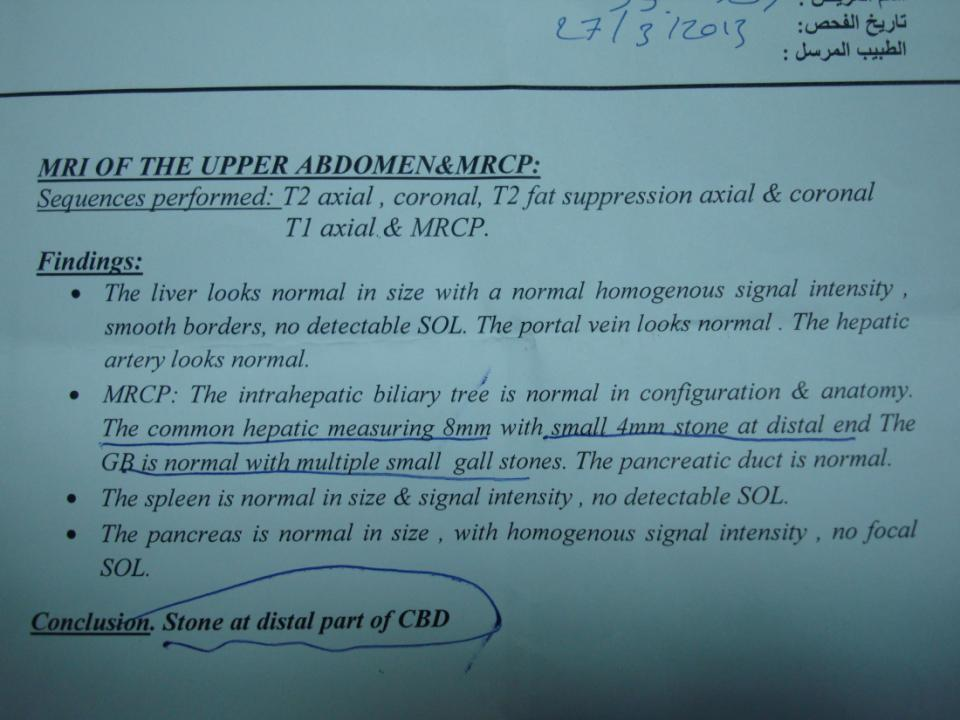 تاريخ الفحص: 27/3/2013
الطبيب المرسل :
MRI OF THE UPPER ABDOMEN&MRCP:
Sequences performed: T2 axial , coronal, T2 fat suppression axial & coronal
T1 axial & MRCP.
Findings:
• The liver looks normal in size with a normal homogenous signal intensity ,
smooth borders, no detectable SOL. The portal vein looks normal . The hepatic
artery looks normal.
• MRCP: The intrahepatic biliary tree is normal in configuration & anatomy.
The common hepatic measuring 8mm with small 4mm stone at distal end The
GB is normal with multiple small gall stones. The pancreatic duct is normal.
• The spleen is normal in size & signal intensity , no detectable SOL.
• The pancreas is normal in size , with homogenous signal intensity , no focal
SOL.
Conclusion. Stone at distal part of CBD